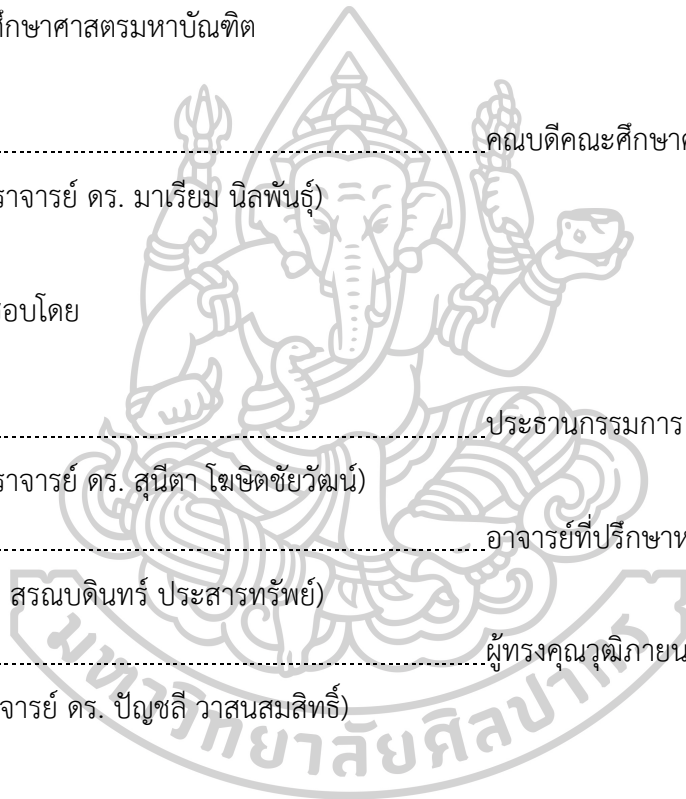 ศึกษาศาสตรมหาบัณฑิต
คณบดีคณะศึกษา
ราจารย์ ดร. มาเรียม นิลพันธุ์)
อบโดย
ประธานกรรมการ
ราจารย์ ดร. สุนีตา โฆษิตชัยวัฒน์)
อาจารย์ที่ปรึกษาห
สรณบดินทร์ ประสารทรัพย์)
ผู้ทรงคุณวุฒิภายน
จารย์ ดร. ปัญชลี วาสนสมสิทธิ์)
มหาวิทยาลัยศิลปากร